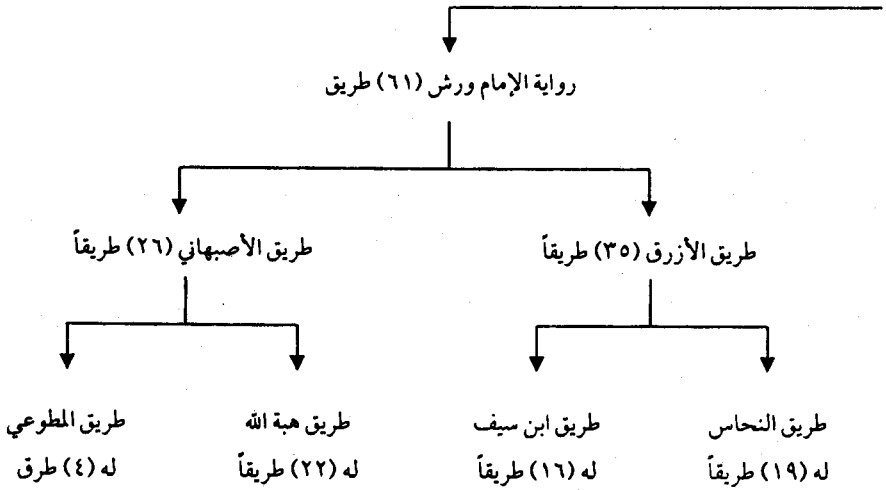 رواية الإمام ورش (٦١) طريق
طريق الأزرق (٣٥) طريقاً
طريق الأصبهاني (٢٦) طريقاً
طريق النحاس
له (١٩) طريقاً
طريق ابن سيف
له (١٦) طريقاً
طريق هبة الله
له (٢٢) طريقاً
طريق المطوعي
له (٤) طرق